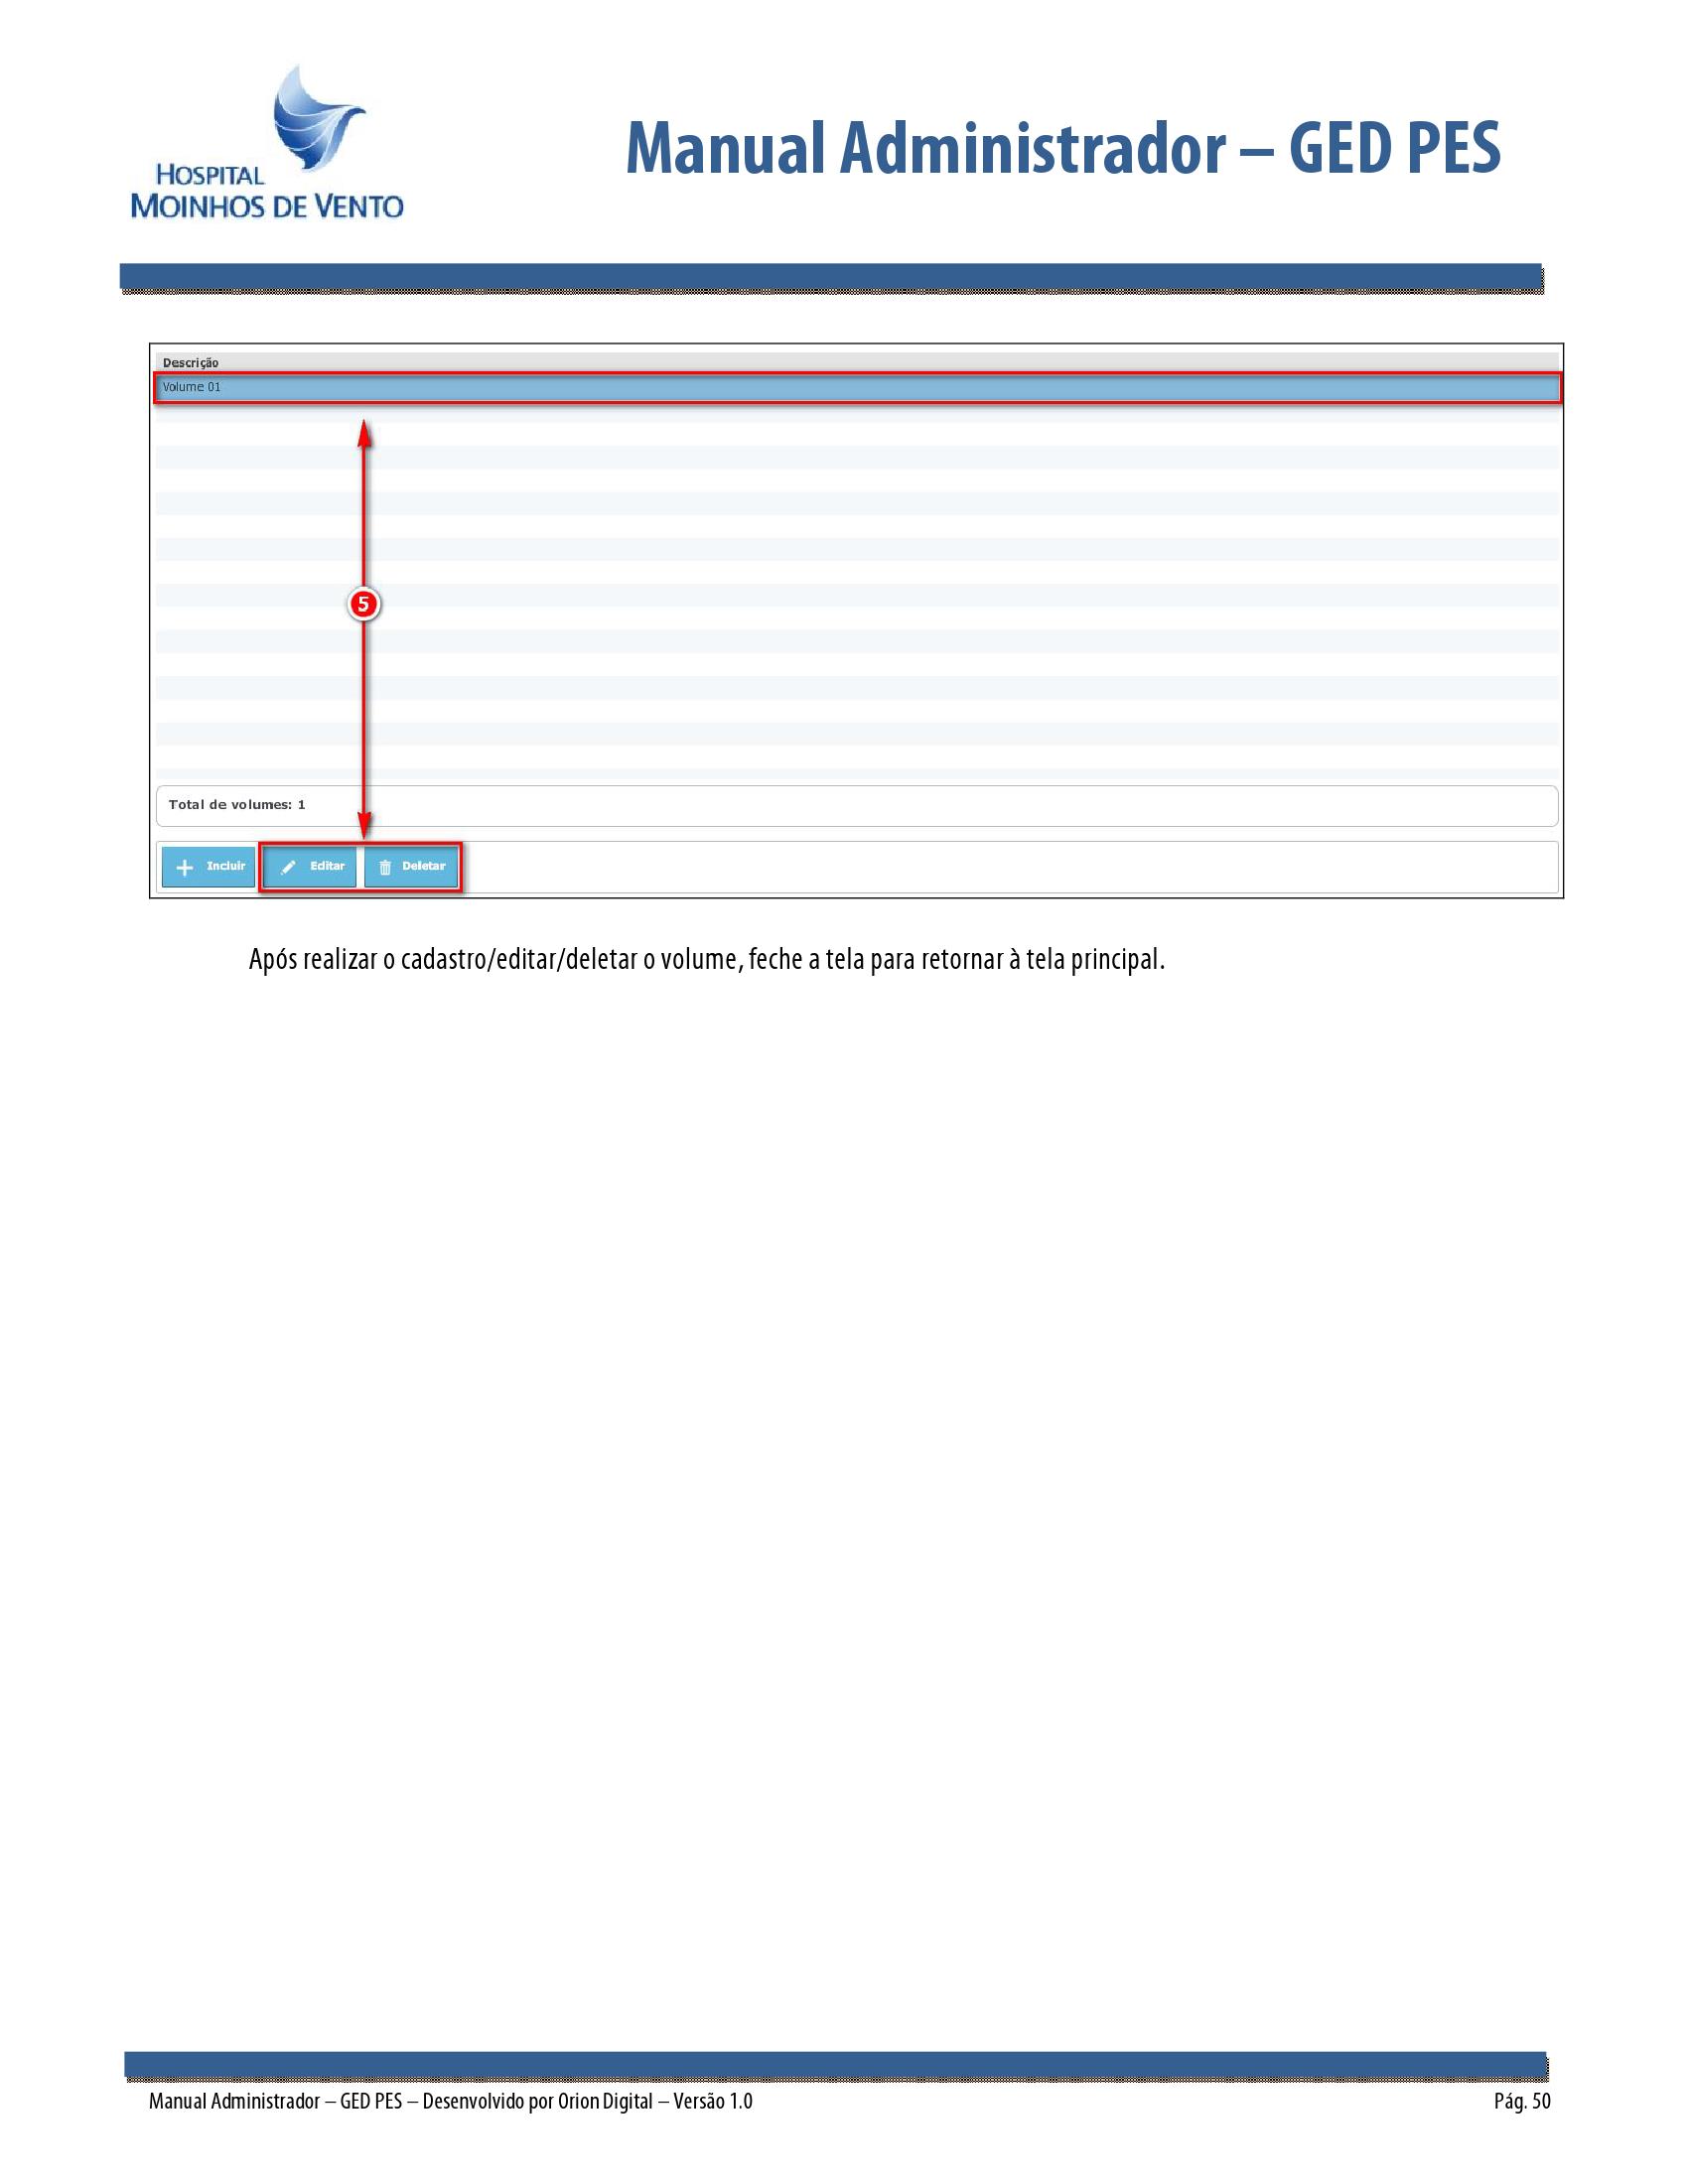 HOSPITAL
MOINHOS DE VENTO
Manual Administrador – GED PES
Descrição
Volume 01
5
Total de volumes: 1
Incluir Editar Deletar
Após realizar o cadastro/editar/deletar o volume, feche a tela para retornar à tela principal.
Manual Administrador – GED PES – Desenvolvido por Orion Digital – Versão 1.0 Pág. 50